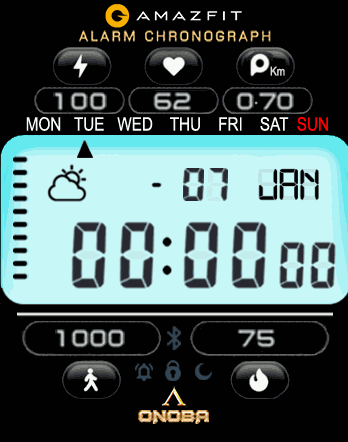 AMAZFIT
ALARM CHRONOGRAPH
Km
100 62 0.70
MON TUE WED THU FRI SAT SUN
- 07 JAN
00:00 00
1000 75
ONOBA